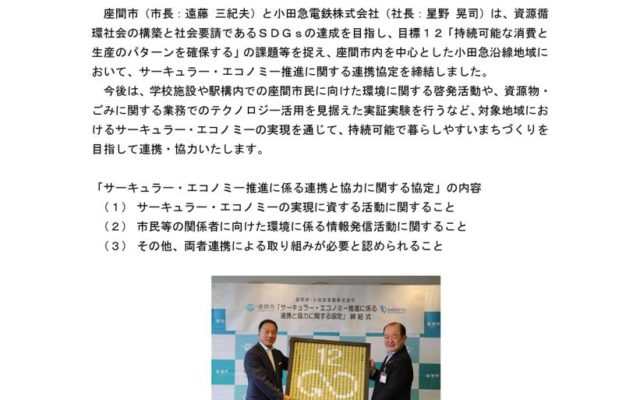 座間市（市長：遠藤 三紀夫）と小田急電鉄株式会社（社長：星野 晃司）は、資源循
環社会の構築と社会要請であるＳＤＧｓの達成を目指し、目標１２「持続可能な消費と
生産のパターンを確保する」の課題等を捉え、座間市内を中心とした小田急沿線地域に
おいて、サーキュラー・エコノミー推進に関する連携協定を締結しました。
今後は、学校施設や駅構内での座間市民に向けた環境に関する啓発活動や、資源物・
ごみに関する業務でのテクノロジー活用を見据えた実証実験を行うなど、対象地域にお
けるサーキュラー・エコノミーの実現を通じて、持続可能で暮らしやすいまちづくりを
目指して連携・協力いたします。
「サーキュラー・エコノミー推進に係る連携と協力に関する協定」の内容
（１） サーキュラー・エコノミーの実現に資する活動に関すること
（２） 市民等の関係者に向けた環境に係る情報発信活動に関すること
（３） その他、両者連携による取り組みが必要と認められること
座間市・小田急電鉄株式会社
座間市「サーキュラー・エコノミー推進に係る
連携と協力に関する協定」締結式
12